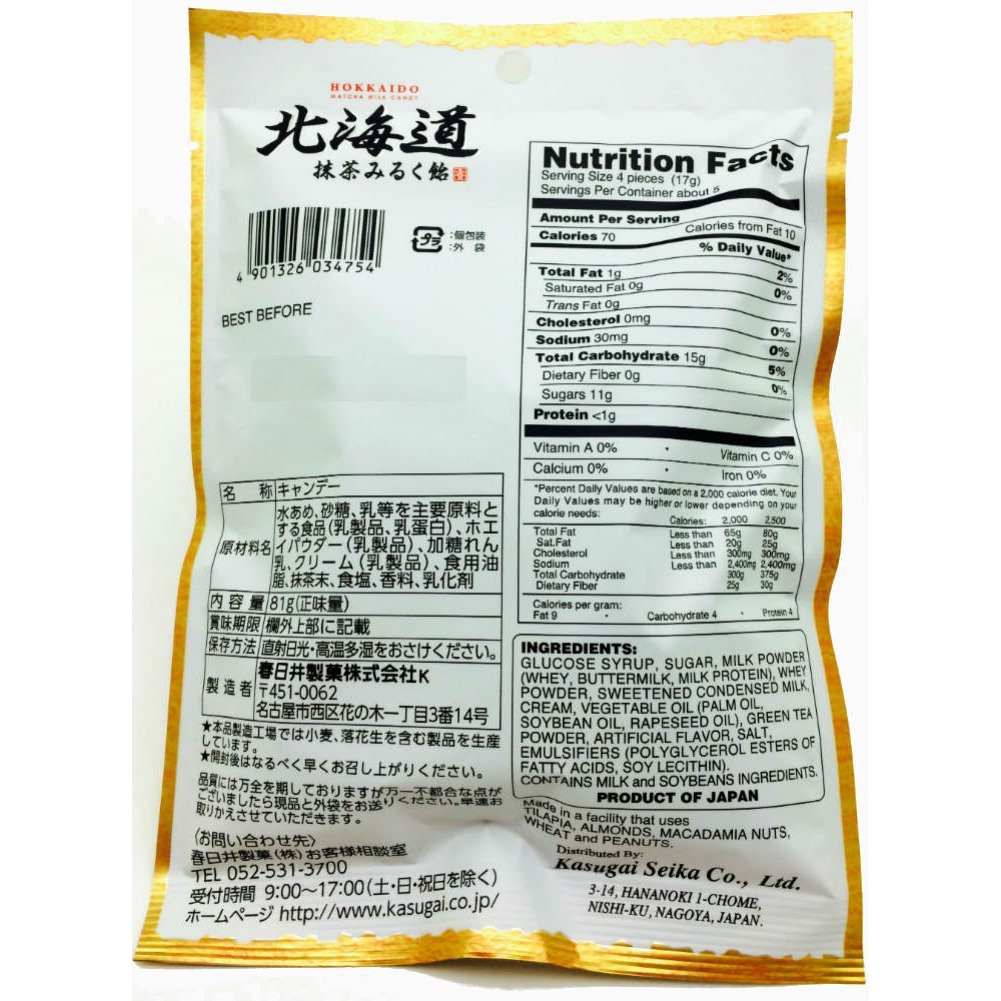 HOKKAIDO
MATCHA MILK CANDY
北海道
抹茶みるく飴
4 901326 034754
プラ
:個包装
:外 袋
BEST BEFORE
名 称 キャンデー
原材料名 水あめ、砂糖、乳等を主要原料と
する食品(乳製品、乳蛋白)、ホエ
イパウダー(乳製品)、加糖れん
乳、クリーム(乳製品)、食用油
脂、抹茶末、食塩、香料、乳化剤
内 容 量 81g(正味量)
賞味期限 欄外上部に記載
保存方法 直射日光・高温多湿をおさけください。
製 造 者 春日井製菓株式会社K
〒451-0062
名古屋市西区花の木一丁目3番14号
★本品製造工場では小麦、落花生を含む製品を生産
しています。
★開封後はなるべく早くお召し上がりください。
品質には万全を期しておりますが万一不都合な点が
ございましたら現品と外袋をお送りください。早速お
取りかえさせていただきます。
〈お問い合わせ先〉
春日井製菓(株)お客様相談室
TEL 052-531-3700
受付時間 9:00〜17:00(土・日・祝日を除く)
ホームページ http://www.kasugai.co.jp/
Nutrition Facts
Serving Size 4 pieces (17g)
Servings Per Container about 5
Amount Per Serving
Calories 70 Calories from Fat 10
% Daily Value*
Total Fat 1g 2%
Saturated Fat 0g 0%
Trans Fat 0g
Cholesterol 0mg 0%
Sodium 30mg 0%
Total Carbohydrate 15g 5%
Dietary Fiber 0g 0%
Sugars 11g
Protein <1g
Vitamin A 0% • Vitamin C 0%
Calcium 0% • Iron 0%
*Percent Daily Values are based on a 2,000 calorie diet. Your
Daily Values may be higher or lower depending on your
calorie needs:
Calories: 2,000 2,500
Total Fat Less than 65g 80g
Sat.Fat Less than 20g 25g
Cholesterol Less than 300mg 300mg
Sodium Less than 2,400mg 2,400mg
Total Carbohydrate 300g 375g
Dietary Fiber 25g 30g
Calories per gram:
Fat 9 • Carbohydrate 4 • Protein 4
INGREDIENTS:
GLUCOSE SYRUP, SUGAR, MILK POWDER
(WHEY, BUTTERMILK, MILK PROTEIN), WHEY
POWDER, SWEETENED CONDENSED MILK,
CREAM, VEGETABLE OIL (PALM OIL,
SOYBEAN OIL, RAPESEED OIL), GREEN TEA
POWDER, ARTIFICIAL FLAVOR, SALT,
EMULSIFIERS (POLYGLYCEROL ESTERS OF
FATTY ACIDS, SOY LECITHIN).
CONTAINS MILK and SOYBEANS INGREDIENTS.
PRODUCT OF JAPAN
Made in a facility that uses
TILAPIA, ALMONDS, MACADAMIA NUTS,
WHEAT and PEANUTS.
Distributed By:
Kasugai Seika Co., Ltd.
3-14, HANANOKI 1-CHOME,
NISHI-KU, NAGOYA, JAPAN.